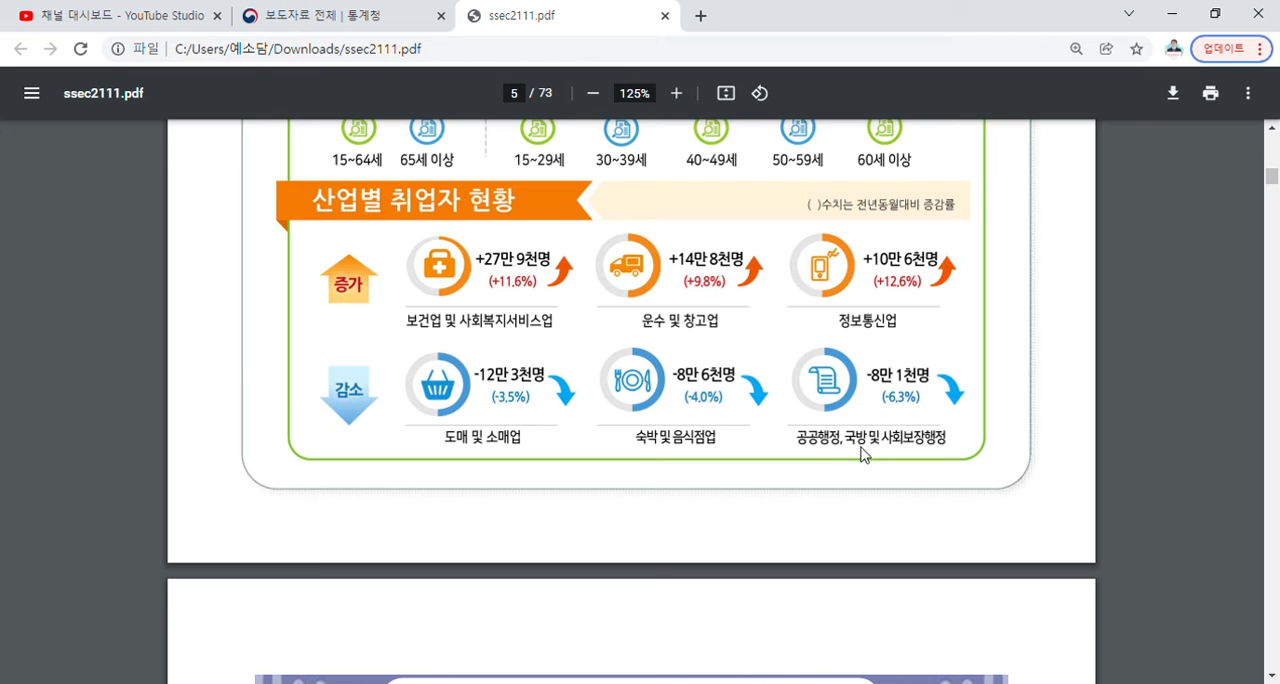 채널 대시보드 - YouTube Studio
보도자료 전체 | 통계청
ssec2111.pdf
파일 C:/Users/예소담/Downloads/ssec2111.pdf
업데이트
ssec2111.pdf
5 / 73
125%
15~64세 65세 이상 15~29세 30~39세 40~49세 50~59세 60세 이상
산업별 취업자 현황
( )수치는 전년동월대비 증감률
증가
+27만 9천명 +14만 8천명 +10만 6천명
(+11.6%) (+9.8%) (+12.6%)
보건업 및 사회복지서비스업 운수 및 창고업 정보통신업
감소
-12만 3천명 -8만 6천명 -8만 1천명
(-3.5%) (-4.0%) (-6.3%)
도매 및 소매업 숙박 및 음식점업 공공행정, 국방 및 사회보장행정